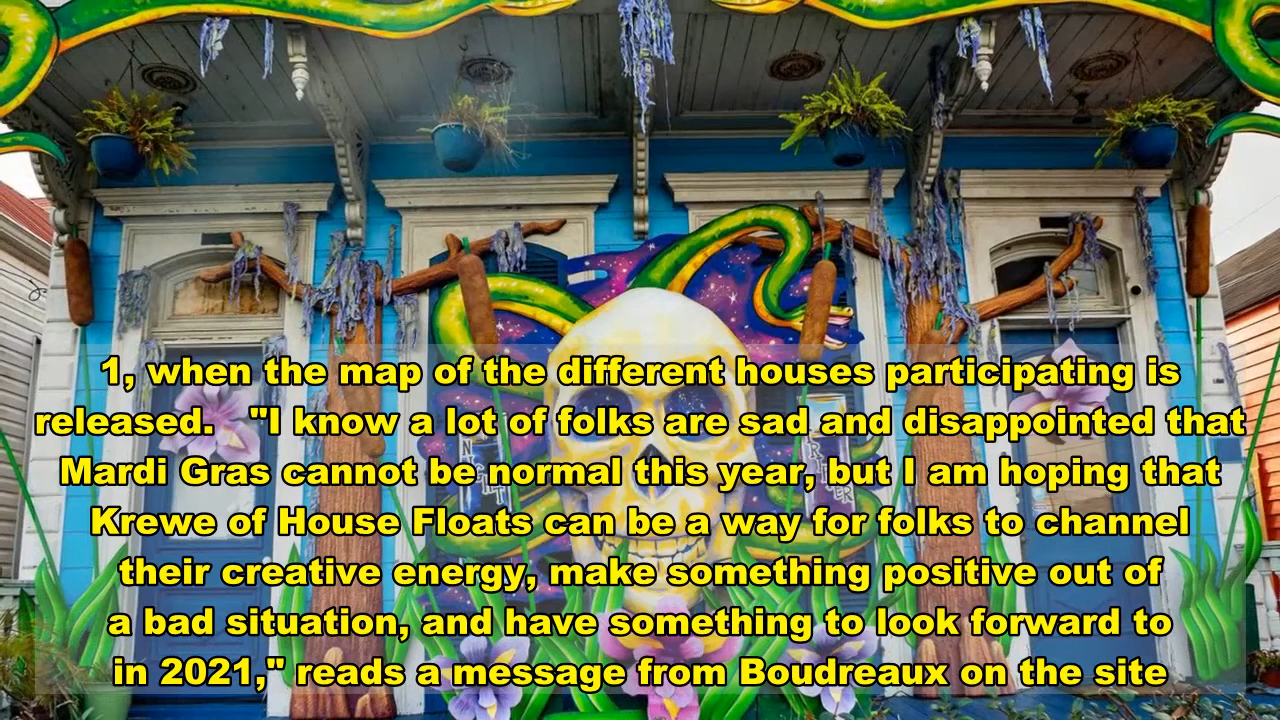 1, when the map of the different houses participating is
released.   "I know a lot of folks are sad and disappointed that
Mardi Gras cannot be normal this year, but I am hoping that
Krewe of House Floats can be a way for folks to channel
their creative energy, make something positive out of
a bad situation, and have something to look forward to
in 2021," reads a message from Boudreaux on the site